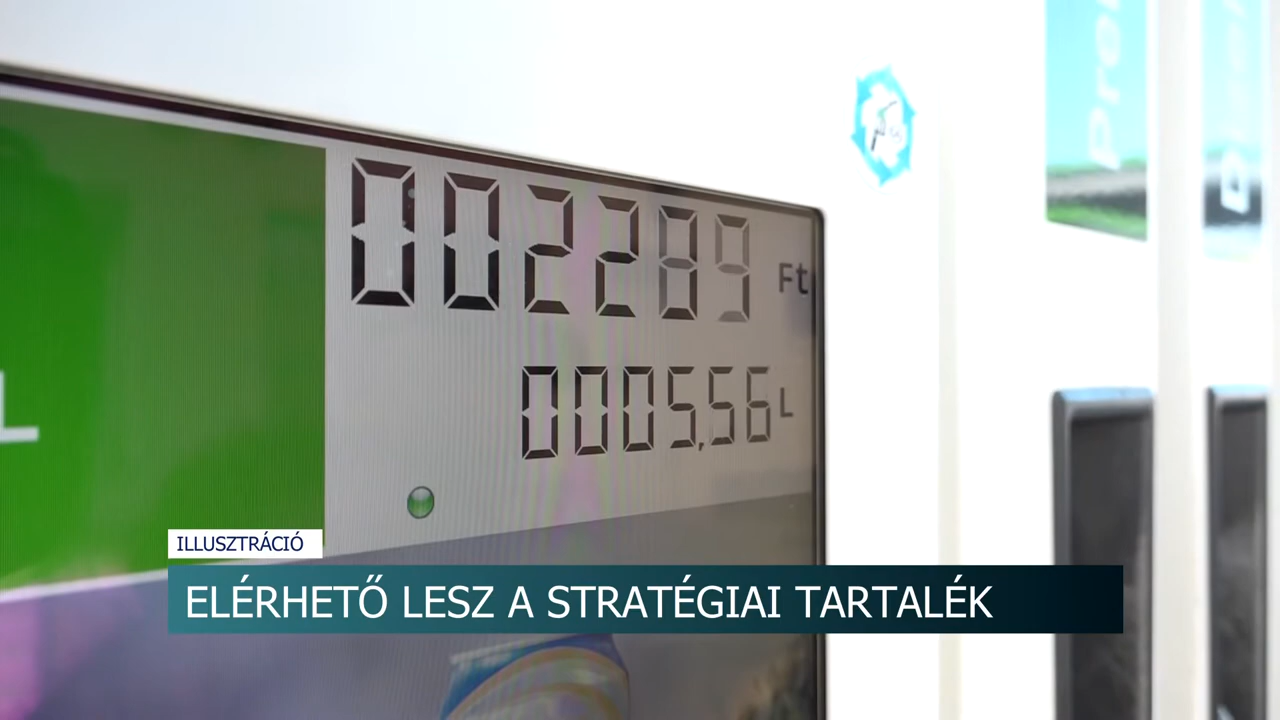 002289 Ft
0005,56 L
ILLUSZTRÁCIÓ
ELÉRHETŐ LESZ A STRATÉGIAI TARTALÉK